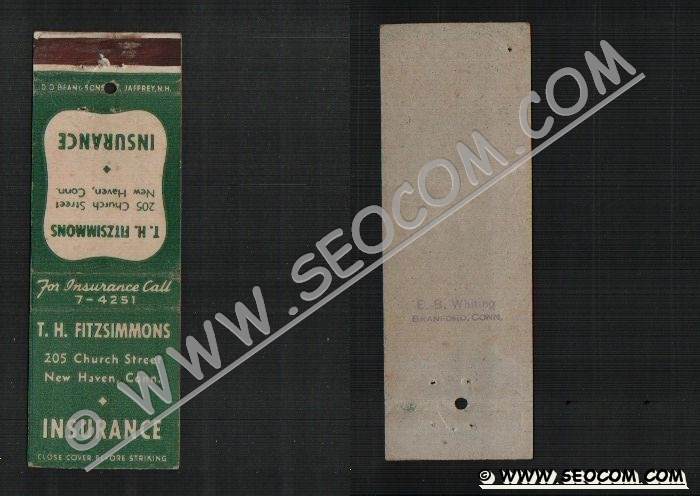 D.D. BEAN & SONS JAFFREY, N.H.
INSURANCE
New Haven, Conn.
205 Church Street
T. H. FITZSIMMONS
For Insurance Call
7-4251
T. H. FITZSIMMONS
205 Church Street
New Haven, Conn.
INSURANCE
CLOSE COVER BEFORE STRIKING
E. B. Whiting
BRANFORD, CONN.
© WWW.SEOCOM.COM
© WWW.SEOCOM.COM